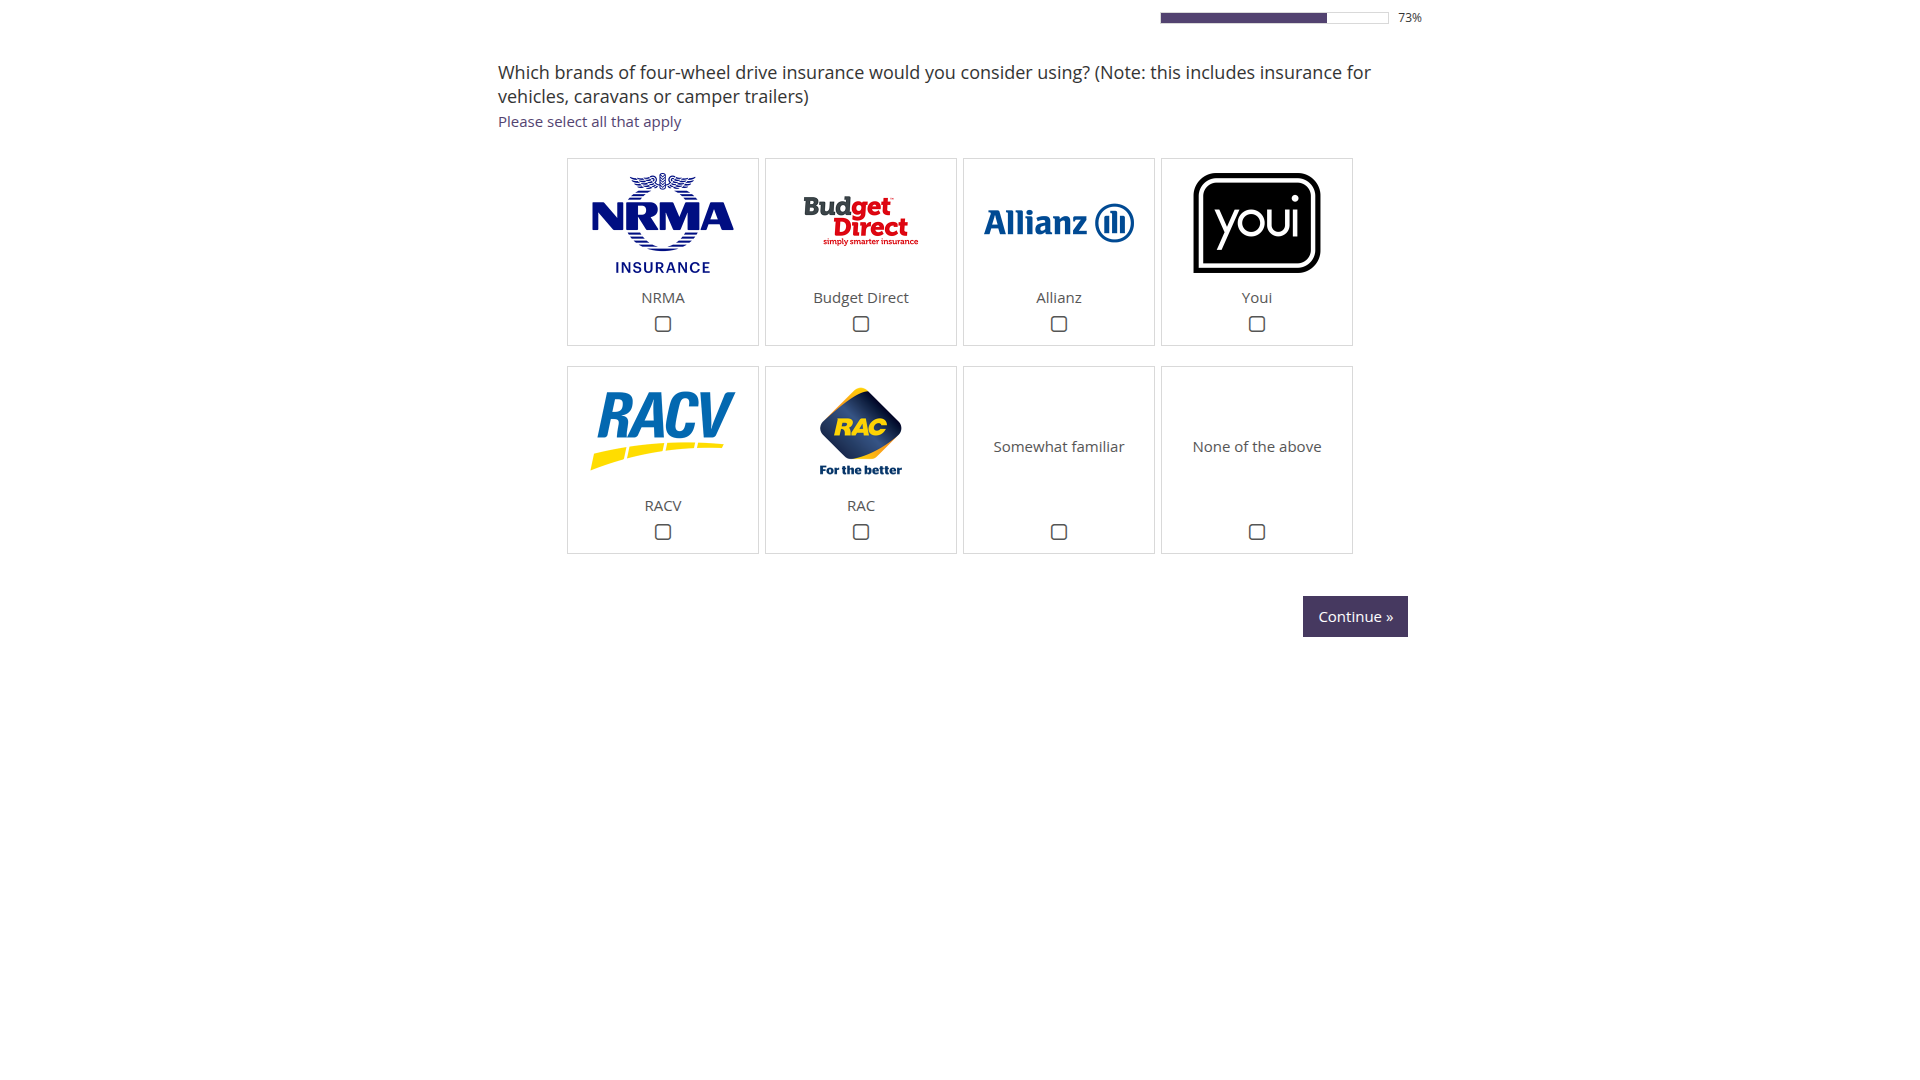 73%
Which brands of four-wheel drive insurance would you consider using? (Note: this includes insurance for
vehicles, caravans or camper trailers)
Please select all that apply
NRMA
INSURANCE
NRMA
Budget
Direct
simply smarter insurance
Budget Direct
Allianz
Allianz
youi
Youi
RACV
RACV
RAC
For the better
RAC
Somewhat familiar
None of the above
Continue »